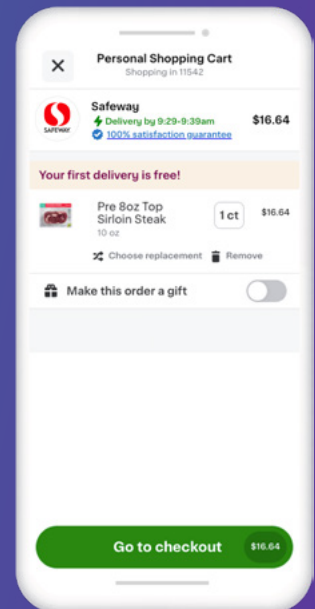 Personal Shopping Cart
Shopping in 11542
SAFEWAY
Safeway
Delivery by 9:29-9:39am
100% satisfaction guarantee
$16.64
Your first delivery is free!
Pre 8oz Top
Sirloin Steak
10 oz
1 ct
$16.64
Choose replacement
Remove
Make this order a gift
Go to checkout
$16.64